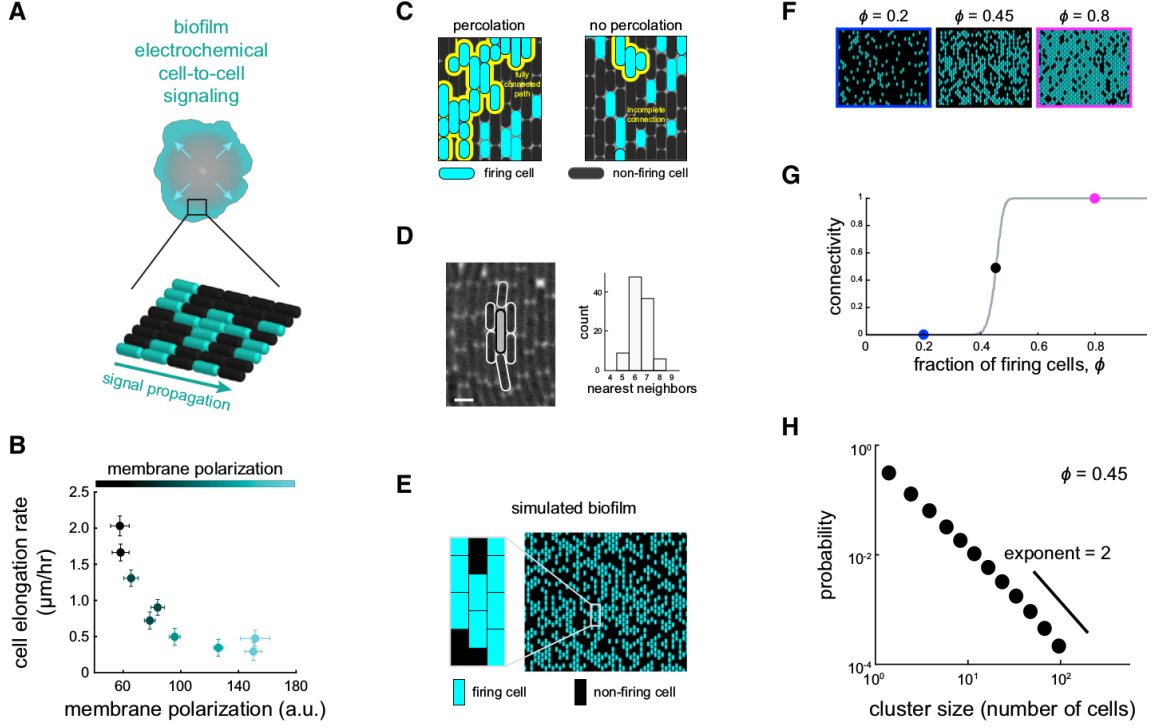 A
biofilm
electrochemical
cell-to-cell
signaling
signal propagation
B
membrane polarization
2.5
2.0
1.5
1.0
0.5
0
60
100
140
180
cell elongation rate
(μm/hr)
membrane polarization (a.u.)
C
percolation
no percolation
fully
connected
path
incomplete
connection
firing cell
non-firing cell
D
40
20
0
count
4 5 6 7 8 9
nearest neighbors
E
simulated biofilm
firing cell
non-firing cell
F
ϕ = 0.2
ϕ = 0.45
ϕ = 0.8
G
1
0.8
0.6
0.4
0.2
0
connectivity
0 0.2 0.4 0.6 0.8 1
fraction of firing cells, ϕ
H
10⁰
10⁻²
10⁻⁴
probability
ϕ = 0.45
exponent = 2
10⁰ 10¹ 10²
cluster size (number of cells)